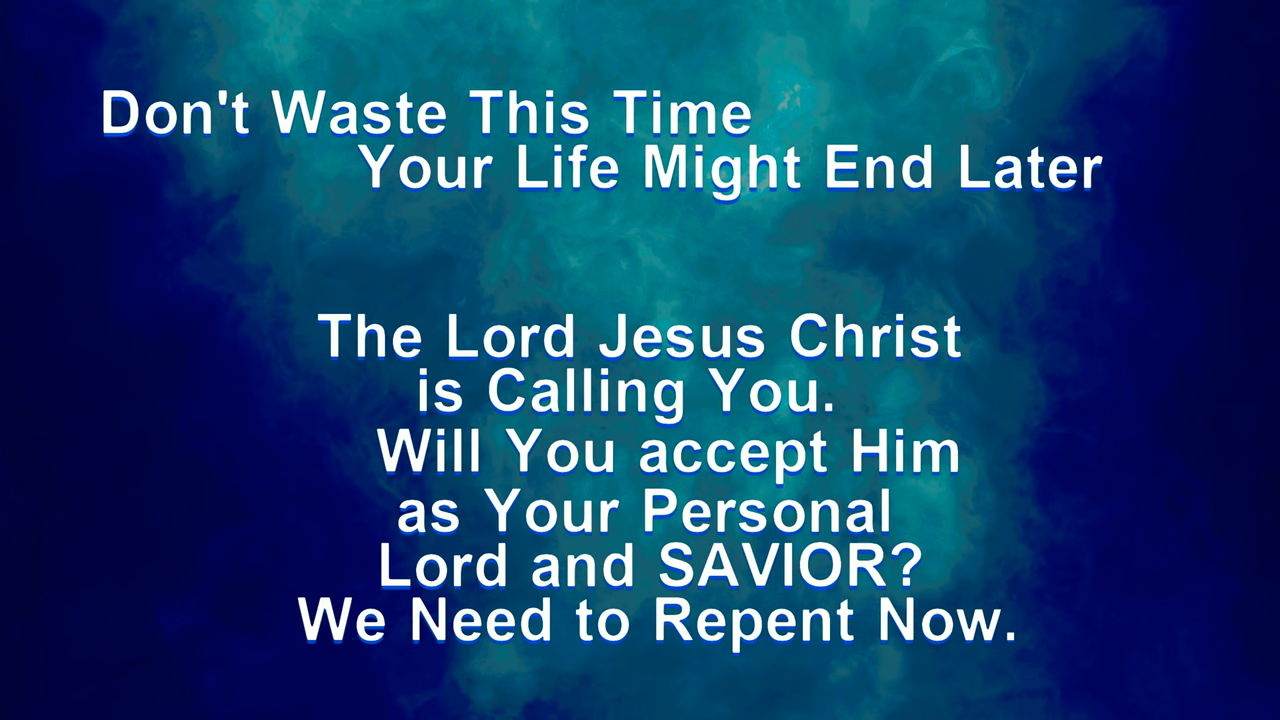 Don't Waste This Time
Your Life Might End Later
The Lord Jesus Christ
is Calling You.
Will You accept Him
as Your Personal
Lord and SAVIOR?
We Need to Repent Now.